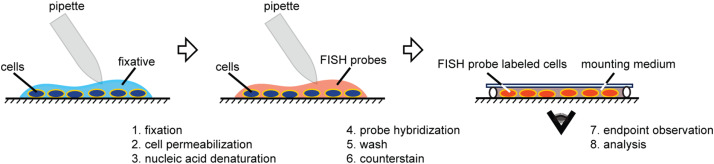 pipette
cells
fixative
pipette
cells
FISH probes
FISH probe labeled cells
mounting medium
1. fixation
2. cell permeabilization
3. nucleic acid denaturation
4. probe hybridization
5. wash
6. counterstain
7. endpoint observation
8. analysis